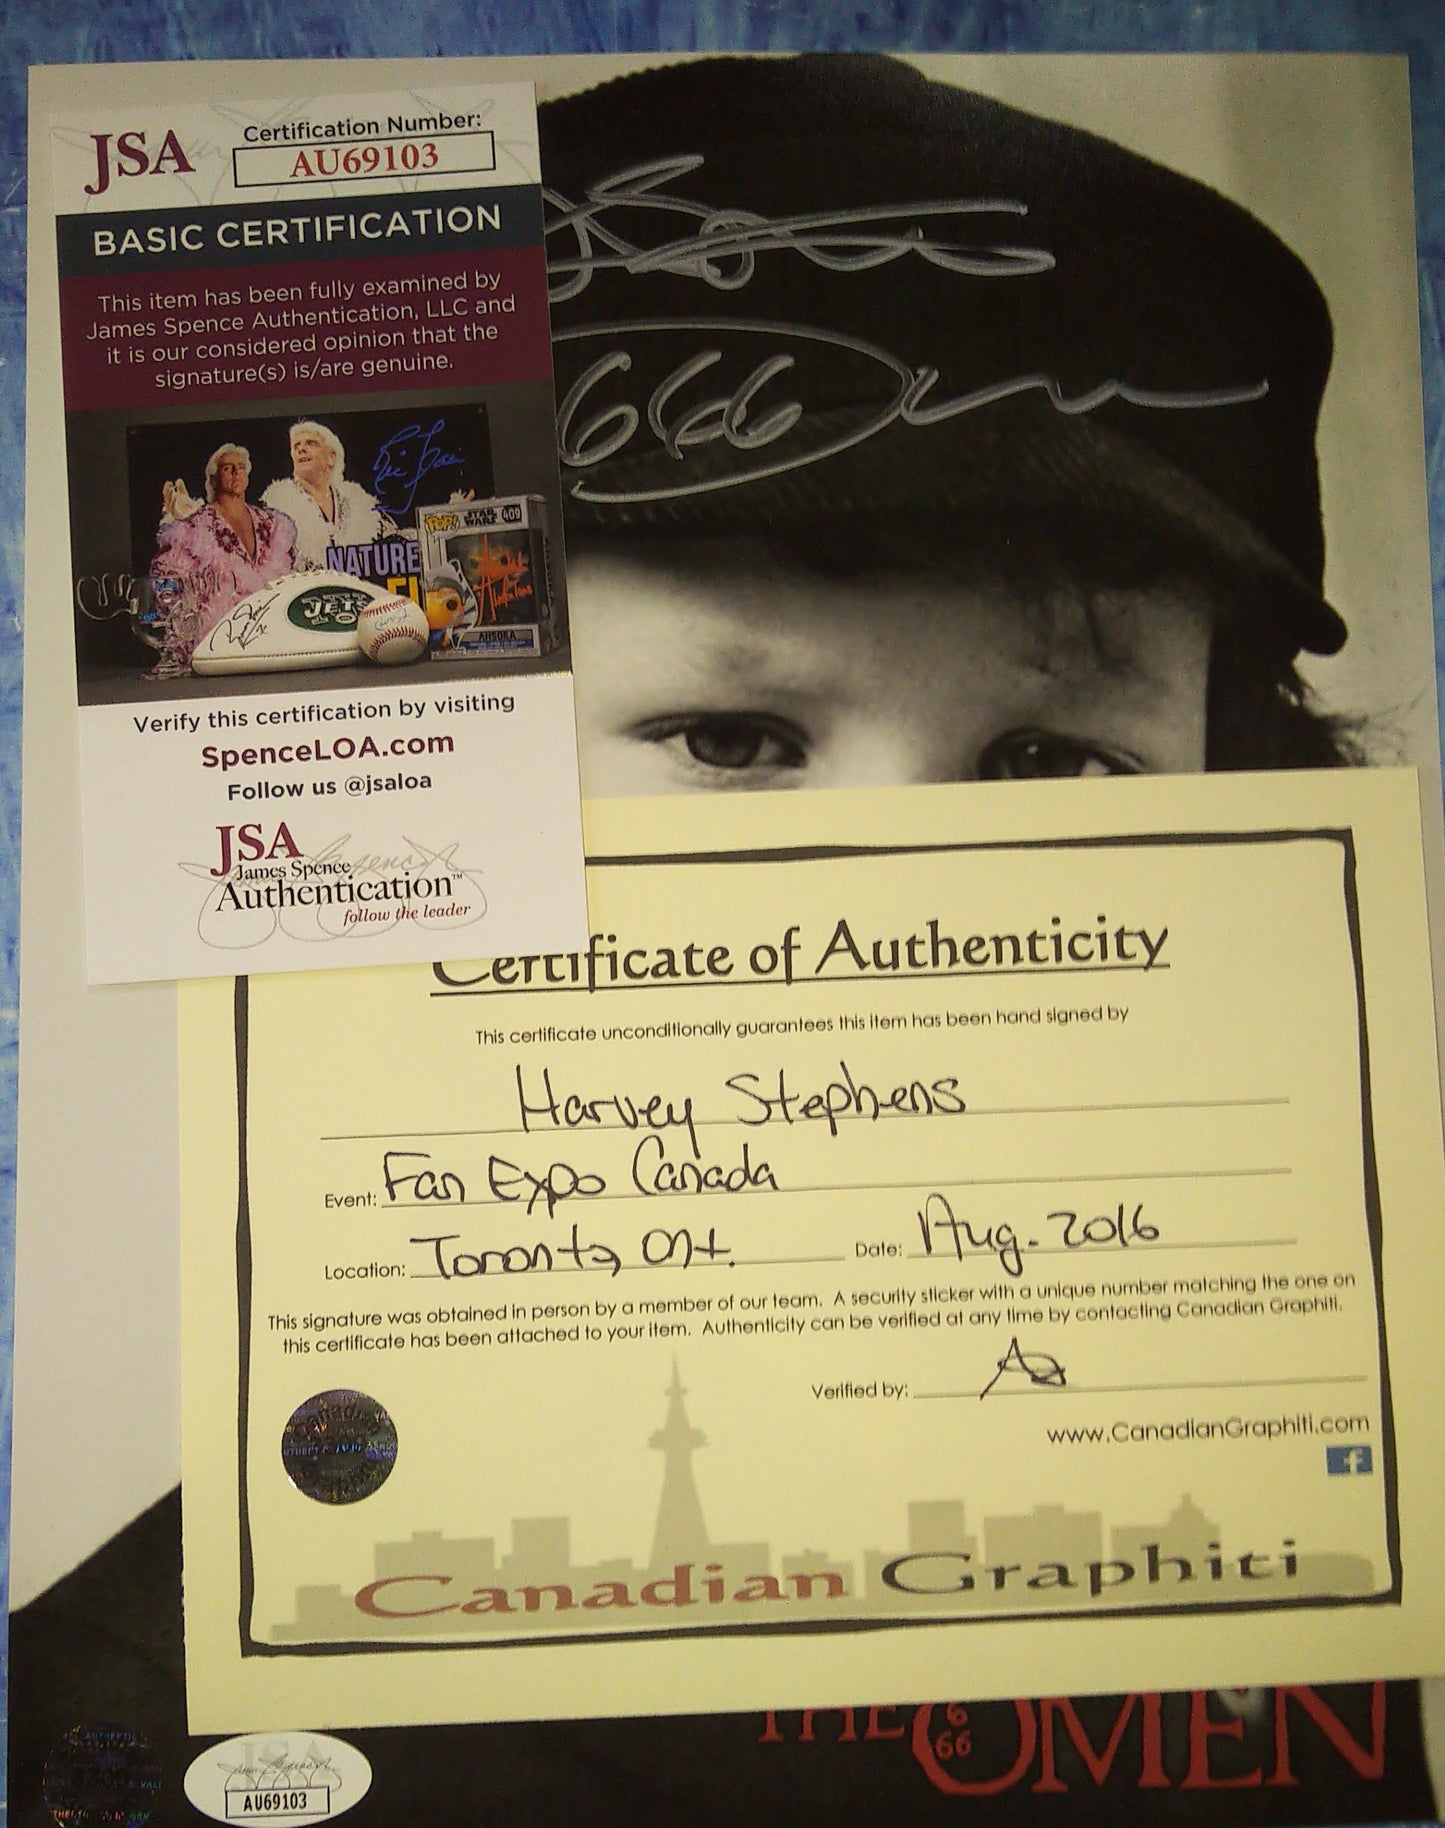 JSA
Certification Number:
AU69103
BASIC CERTIFICATION
This item has been fully examined by
James Spence Authentication, LLC and
it is our considered opinion that the
signature(s) is/are genuine.
NATURE
POP! STAR WARS 409
JETS
AHSOKA
Verify this certification by visiting
SpenceLOA.com
Follow us @jsaloa
JSA
James Spence
Authentication™
follow the leader
666
Certificate of Authenticity
This certificate unconditionally guarantees this item has been hand signed by
Harvey Stephens
Event: Fan Expo Canada
Location: Toronto, Ont. Date: Aug. 2016
This signature was obtained in person by a member of our team. A security sticker with a unique number matching the one on
this certificate has been attached to your item. Authenticity can be verified at any time by contacting Canadian Graphiti.
Verified by:
www.CanadianGraphiti.com
f
Canadian Graphiti
THE OMEN
6
66
JSA
AU69103